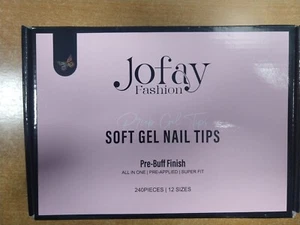 Jofay
Fashion
SOFT GEL NAIL TIPS
Pre-Buff Finish
ALL IN ONE | PRE-APPLIED | SUPER FIT
240PIECES | 12 SIZES